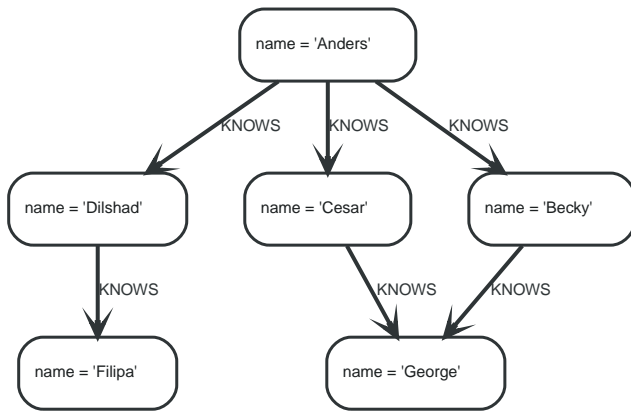 name = 'Anders'
KNOWS
KNOWS
KNOWS
name = 'Dilshad'
name = 'Cesar'
name = 'Becky'
KNOWS
KNOWS
KNOWS
name = 'Filipa'
name = 'George'